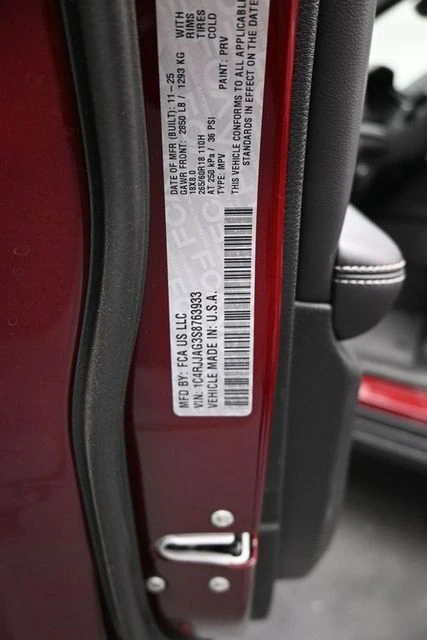 MFD BY: FCA US LLC
VIN: 1C4RJJAG3S8763933
VEHICLE MADE IN: U.S.A.
DATE OF MFR (BUILT): 11-25
GAWR FRONT: 2850 LB / 1293 KG WITH
18X8.0 RIMS
265/60R18 110H TIRES
AT 250 kPa / 36 PSI COLD
TYPE: MPV PAINT: PRV
THIS VEHICLE CONFORMS TO ALL APPLICABLE
STANDARDS IN EFFECT ON THE DATE